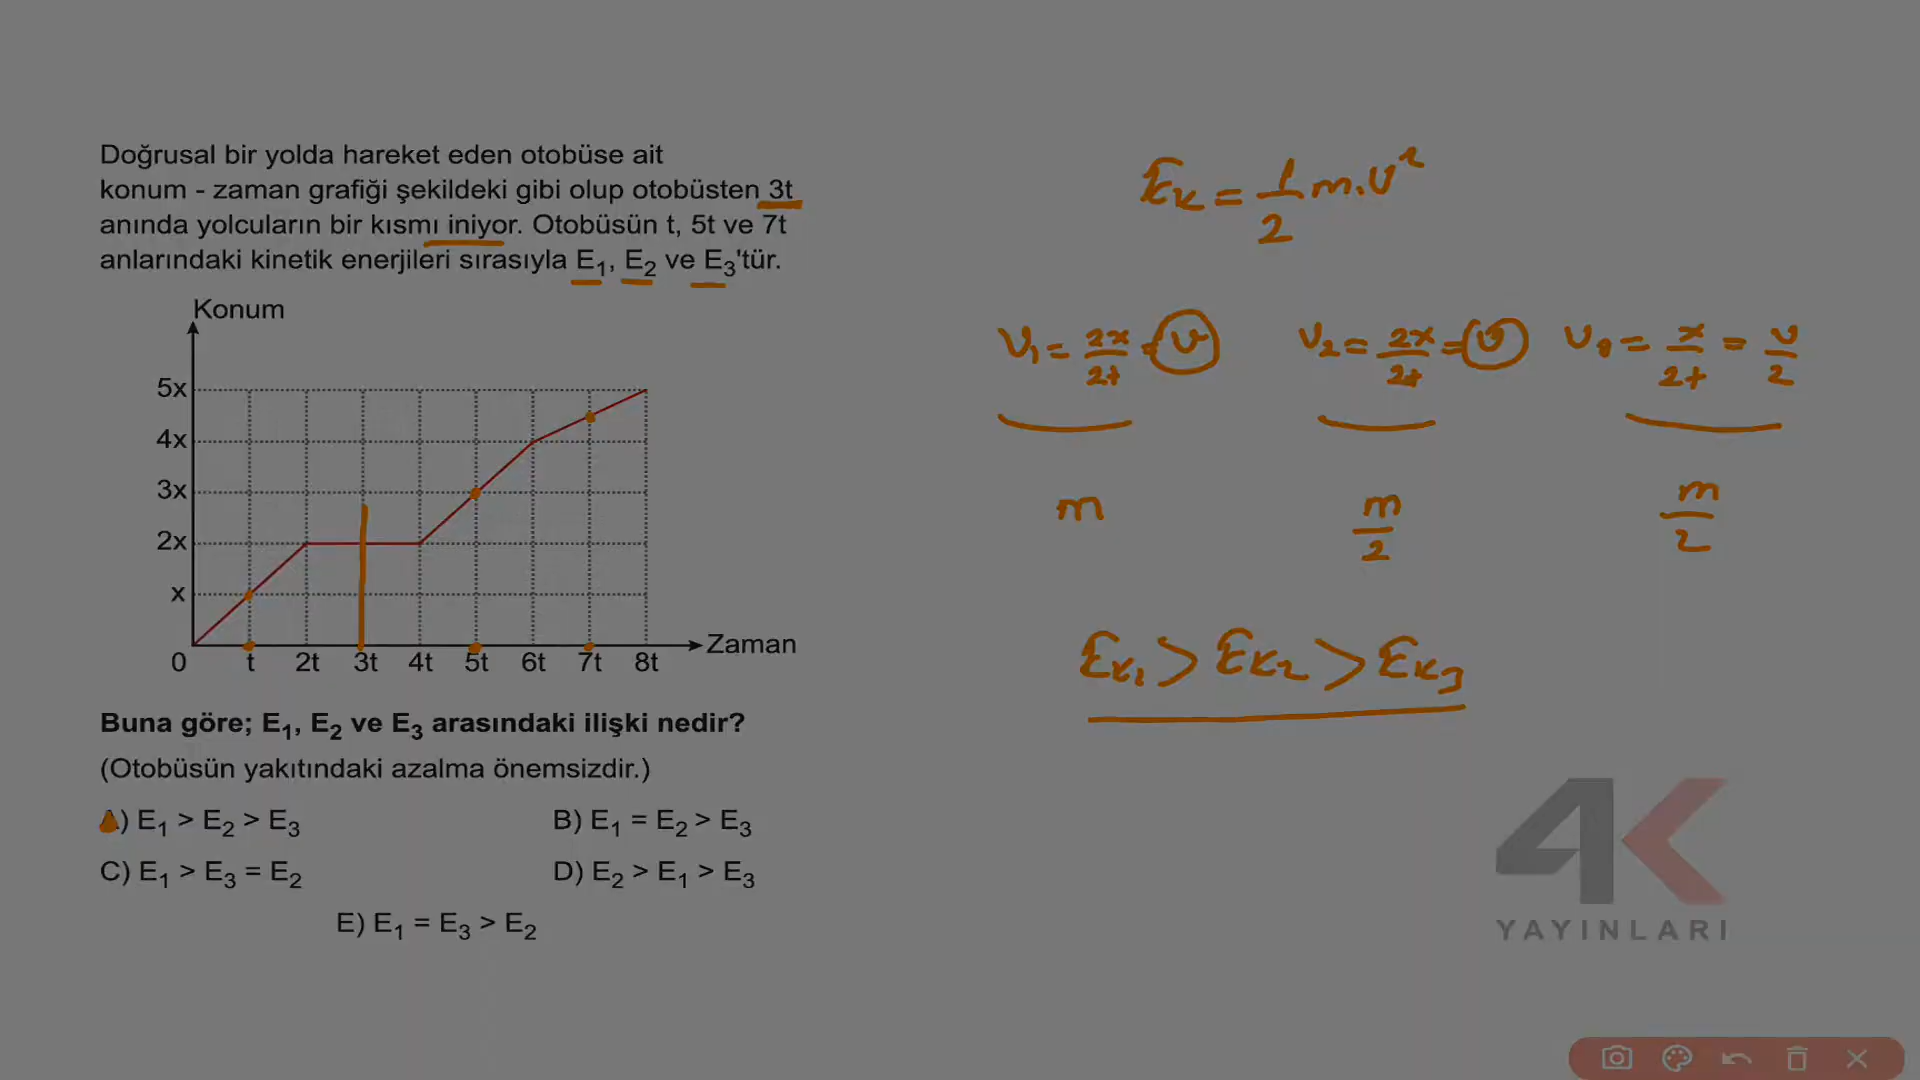 Doğrusal bir yolda hareket eden otobüse ait
konum - zaman grafiği şekildeki gibi olup otobüsten 3t
anında yolcuların bir kısmı iniyor. Otobüsün t, 5t ve 7t
anlarındaki kinetik enerjileri sırasıyla E₁, E₂ ve E₃'tür.
Konum
5x
4x
3x
2x
x
0 t 2t 3t 4t 5t 6t 7t 8t
Zaman
Buna göre; E₁, E₂ ve E₃ arasındaki ilişki nedir?
(Otobüsün yakıtındaki azalma önemsizdir.)
A) E₁ > E₂ > E₃
B) E₁ = E₂ > E₃
C) E₁ > E₃ = E₂
D) E₂ > E₁ > E₃
E) E₁ = E₃ > E₂
Eₖ = 1/2 m.v²
v₁ = 2x/2t = v
v₂ = 2x/2t = v
= x/2t = v/2
m
m/2
m/2
Eₖ₁ > Eₖ₂ > Eₖ₃
4K
YAYINLARI